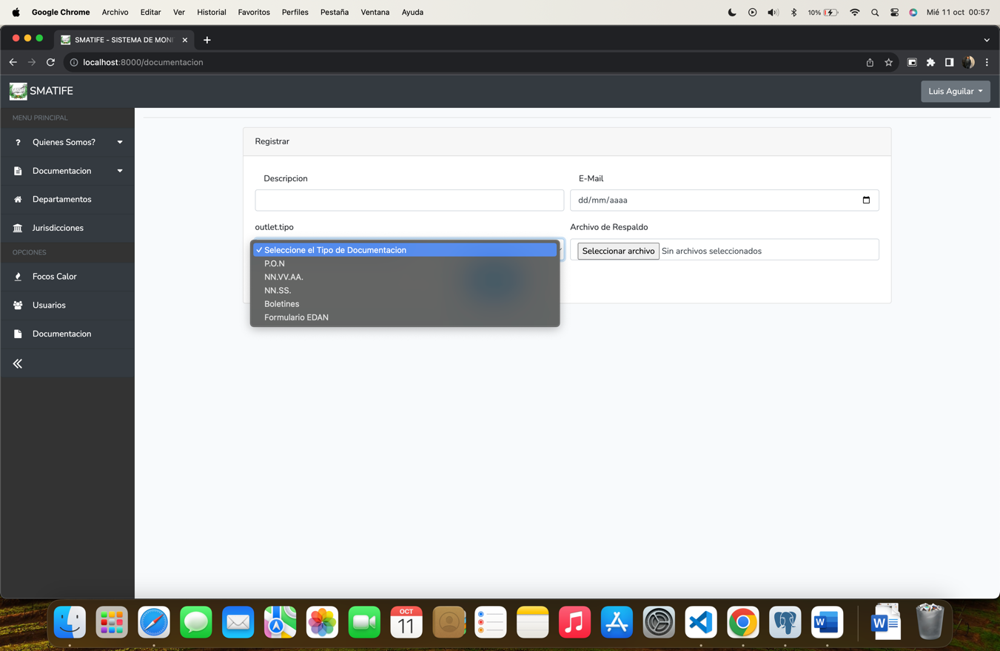 Google Chrome Archivo Editar Ver Historial Favoritos Perfiles Pestaña Ventana Ayuda 10% Mié 11 oct 00:57
SMATIFE - SISTEMA DE MONI
localhost:8000/documentacion
SMATIFE Luis Aguilar
MENU PRINCIPAL
? Quienes Somos?
Documentacion
Departamentos
Jurisdicciones
OPCIONES
Focos Calor
Usuarios
Documentacion
Registrar
Descripcion E-Mail
dd/mm/aaaa
outlet.tipo Archivo de Respaldo
✓ Seleccione el Tipo de Documentacion
Seleccionar archivo Sin archivos seleccionados
P.O.N
NN.VV.AA.
NN.SS.
Boletines
Formulario EDAN
OCT
11
W W